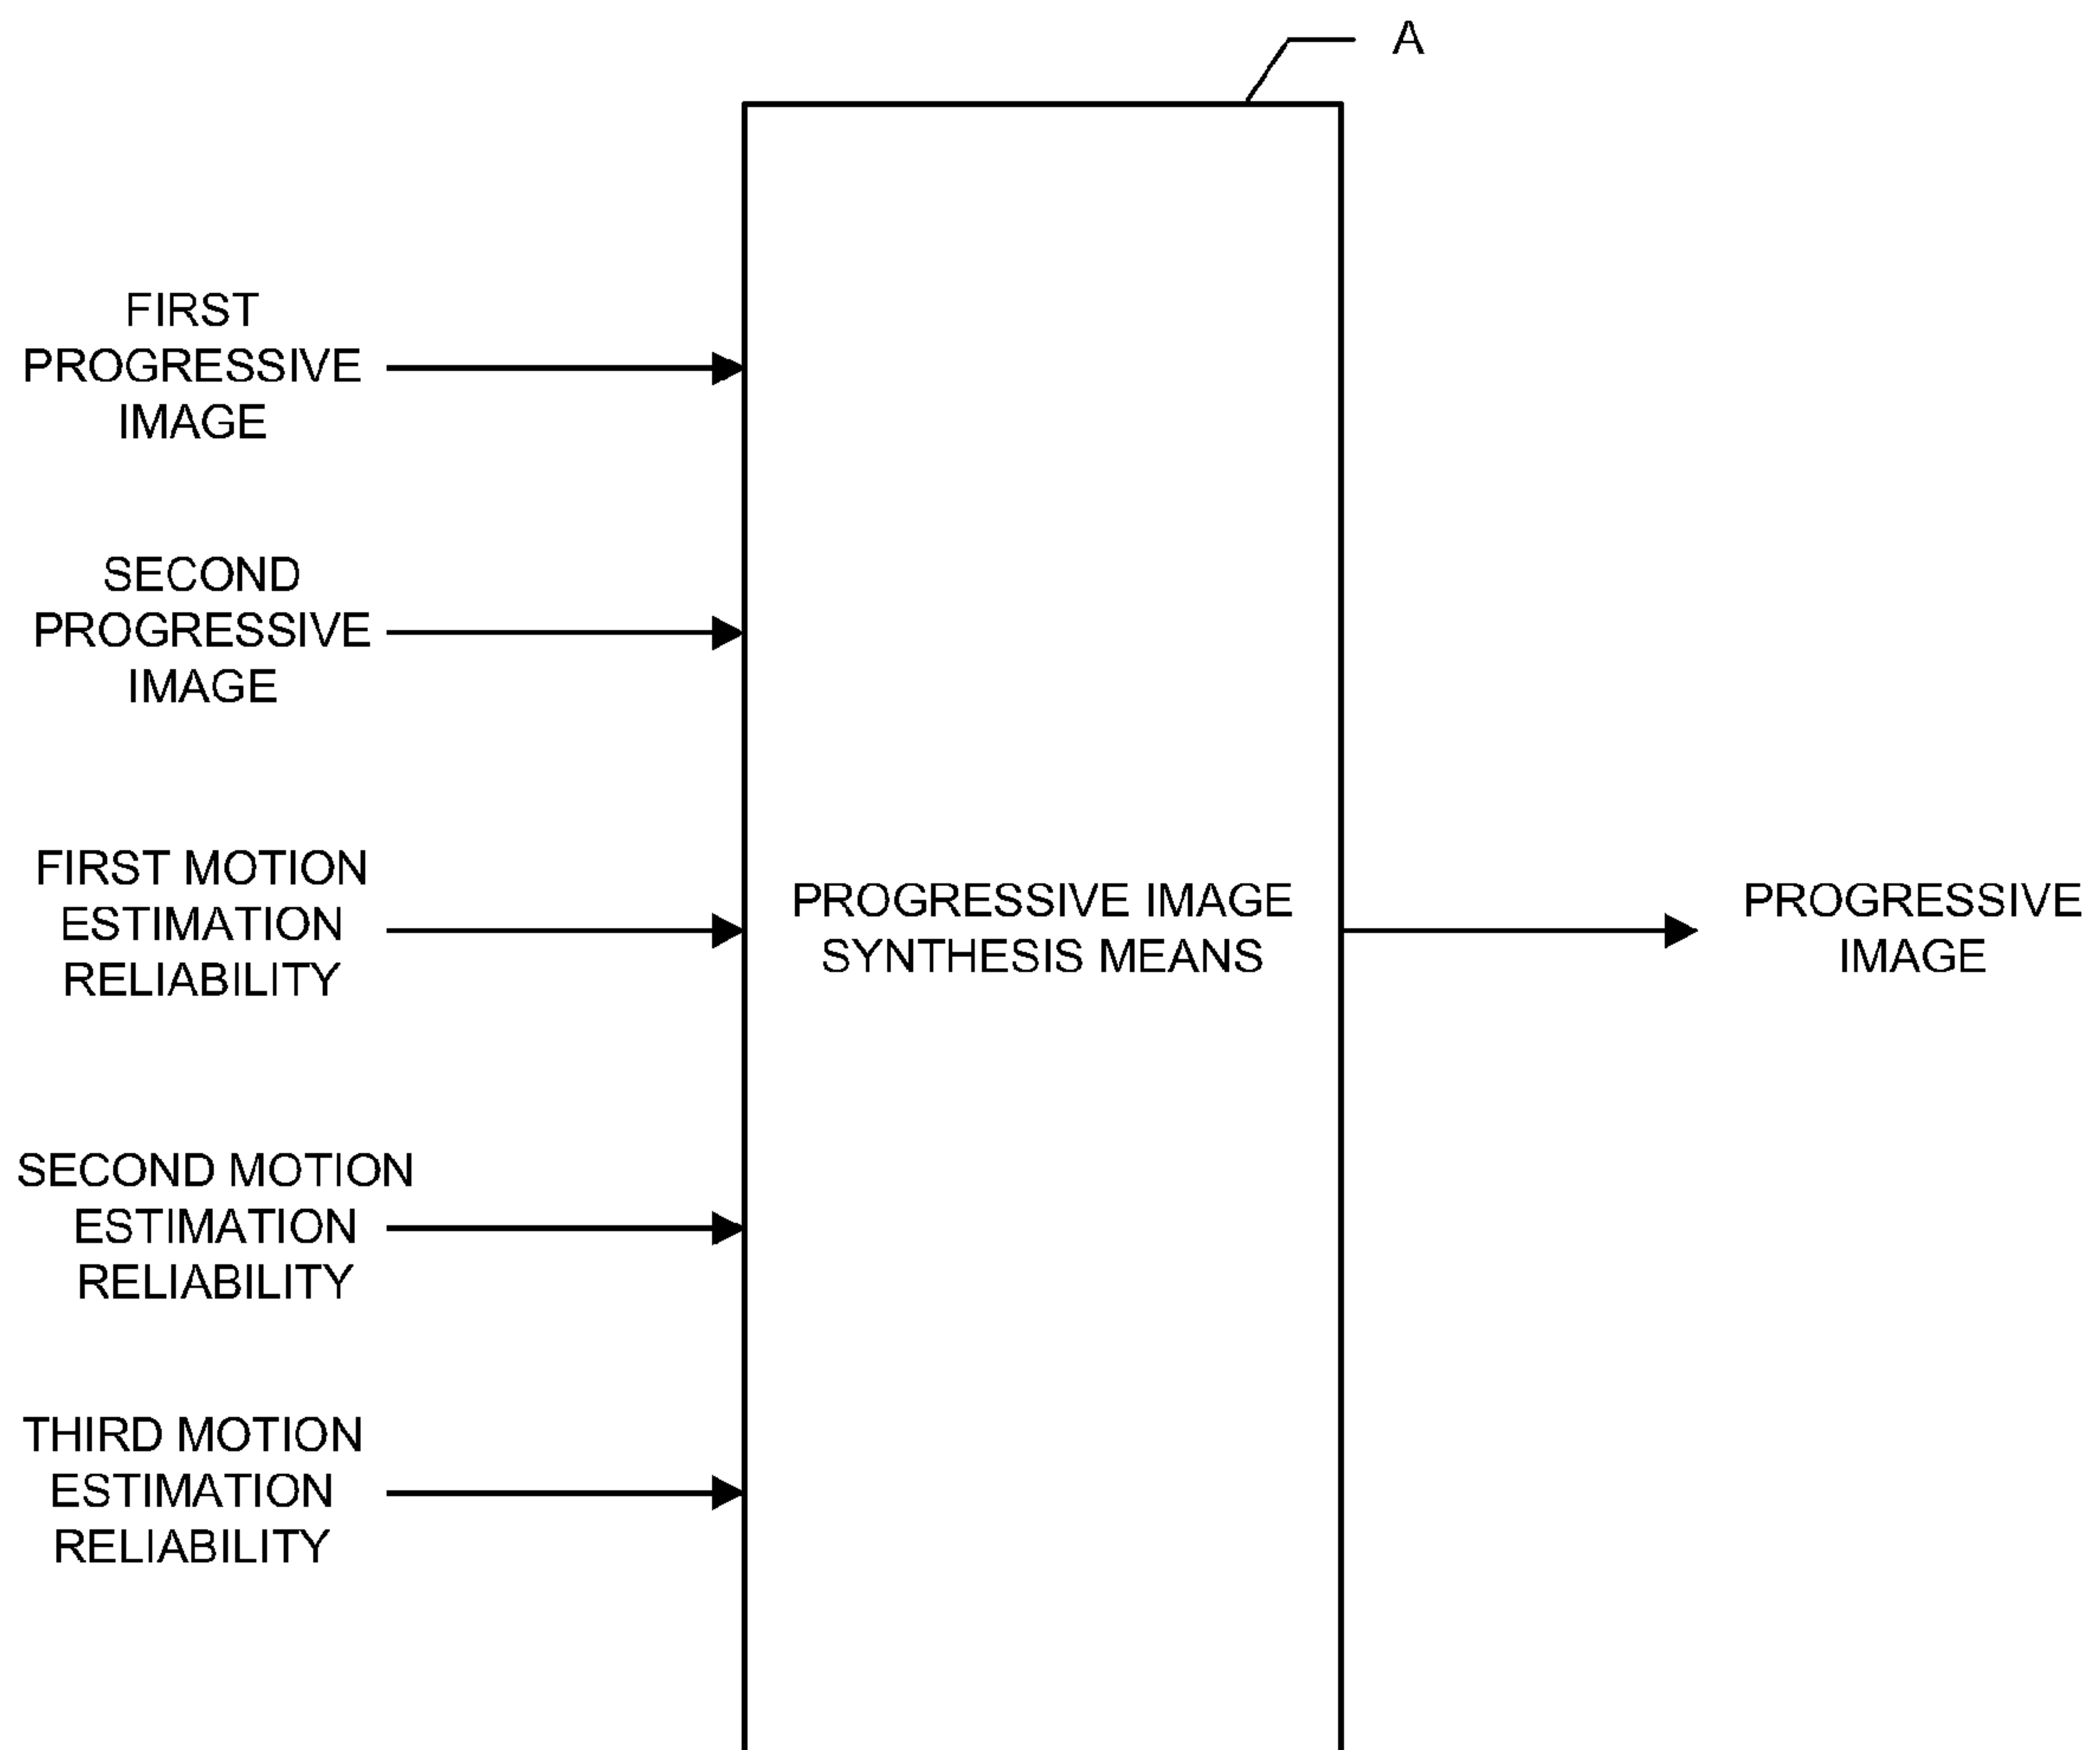 A
FIRST
PROGRESSIVE
IMAGE
SECOND
PROGRESSIVE
IMAGE
FIRST MOTION
ESTIMATION
RELIABILITY
SECOND MOTION
ESTIMATION
RELIABILITY
THIRD MOTION
ESTIMATION
RELIABILITY
PROGRESSIVE IMAGE
SYNTHESIS MEANS
PROGRESSIVE
IMAGE